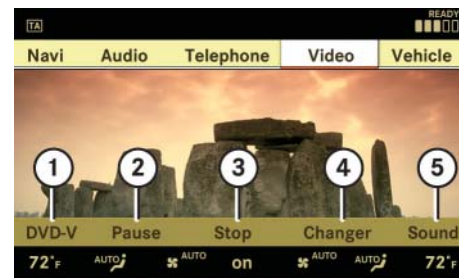 TA READY
Navi Audio Telephone Video Vehicle
1 2 3 4 5
DVD-V Pause Stop Changer Sound
72°F AUTO AUTO on AUTO AUTO 72°F